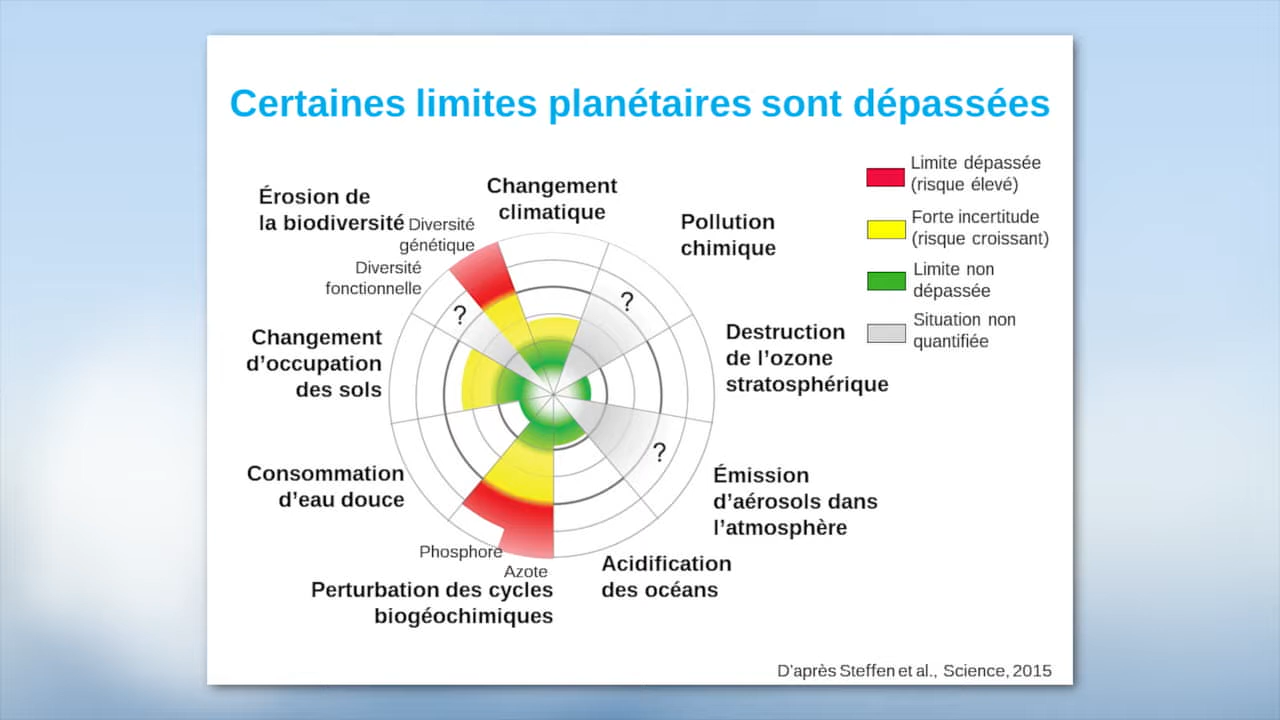 Certaines limites planétaires sont dépassées
Limite dépassée
(risque élevé)
Forte incertitude
(risque croissant)
Limite non
dépassée
Situation non
quantifiée
Changement
climatique
Pollution
chimique
Destruction
de l’ozone
stratosphérique
Émission
d’aérosols dans
l’atmosphère
Acidification
des océans
Perturbation des cycles
biogéochimiques
Azote
Phosphore
Consommation
d’eau douce
Changement
d’occupation
des sols
Érosion de
la biodiversité
Diversité
génétique
Diversité
fonctionnelle
?
?
?
D’après Steffen et al., Science, 2015